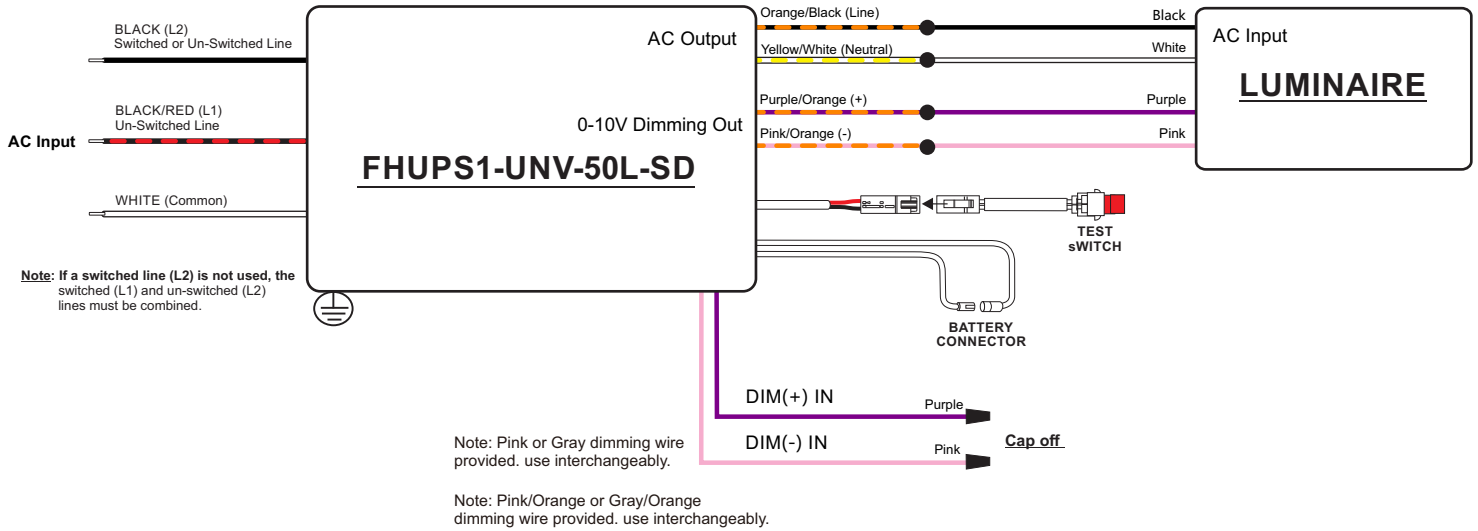 BLACK (L2)
Switched or Un-Switched Line
BLACK/RED (L1)
Un-Switched Line
AC Input
WHITE (Common)
Note: If a switched line (L2) is not used, the
switched (L1) and un-switched (L2)
lines must be combined.
AC Output
0-10V Dimming Out
FHUPS1-UNV-50L-SD
Orange/Black (Line)
Yellow/White (Neutral)
Purple/Orange (+)
Pink/Orange (-)
Black
White
Purple
Pink
AC Input
LUMINAIRE
TEST
sWITCH
BATTERY
CONNECTOR
DIM(+) IN
Purple
DIM(-) IN
Pink
Cap off
Note: Pink or Gray dimming wire
provided. use interchangeably.
Note: Pink/Orange or Gray/Orange
dimming wire provided. use interchangeably.